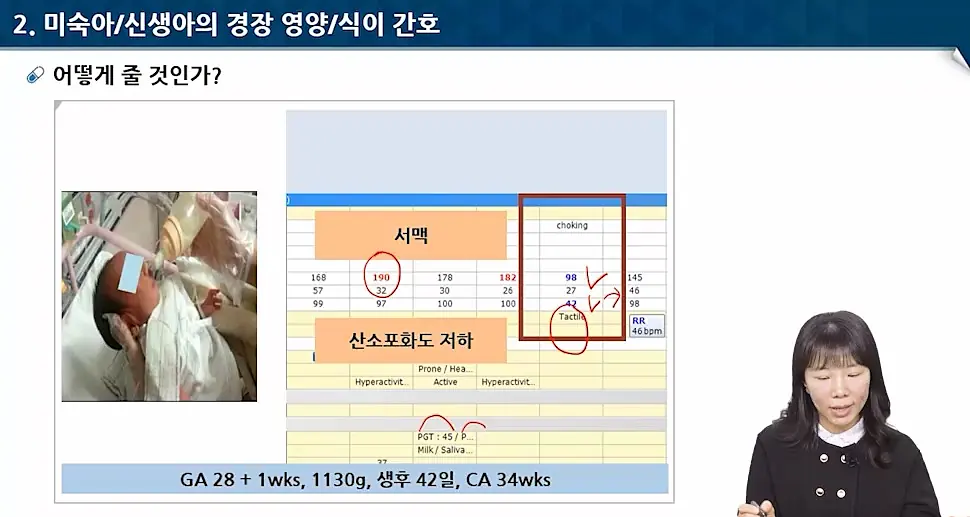 2. 미숙아/신생아의 경장 영양/식이 간호
어떻게 줄 것인가?
서맥
choking
168 190 178 182 98 145
57 32 30 26 27 46
99 97 100 100 42 98
Tactile
RR
46 bpm
산소포화도 저하
Prone / Hea...
Hyperactivit... Active Hyperactivit...
PGT : 45 / P...
Milk / Saliva...
37
GA 28 + 1wks, 1130g, 생후 42일, CA 34wks